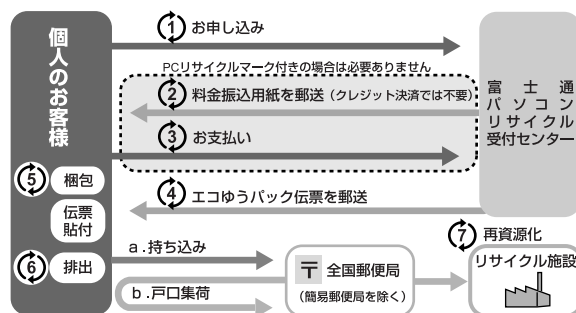 個人のお客様
① お申し込み
PCリサイクルマーク付きの場合は必要ありません
② 料金振込用紙を郵送（クレジット決済では不要）
③ お支払い
富士通
パソコン
リサイクル
受付センター
④ エコゆうパック伝票を郵送
⑤ 梱包
伝票
貼付
⑥ 排出
a.持ち込み
b.戸口集荷
〒 全国郵便局
（簡易郵便局を除く）
⑦ 再資源化
リサイクル施設